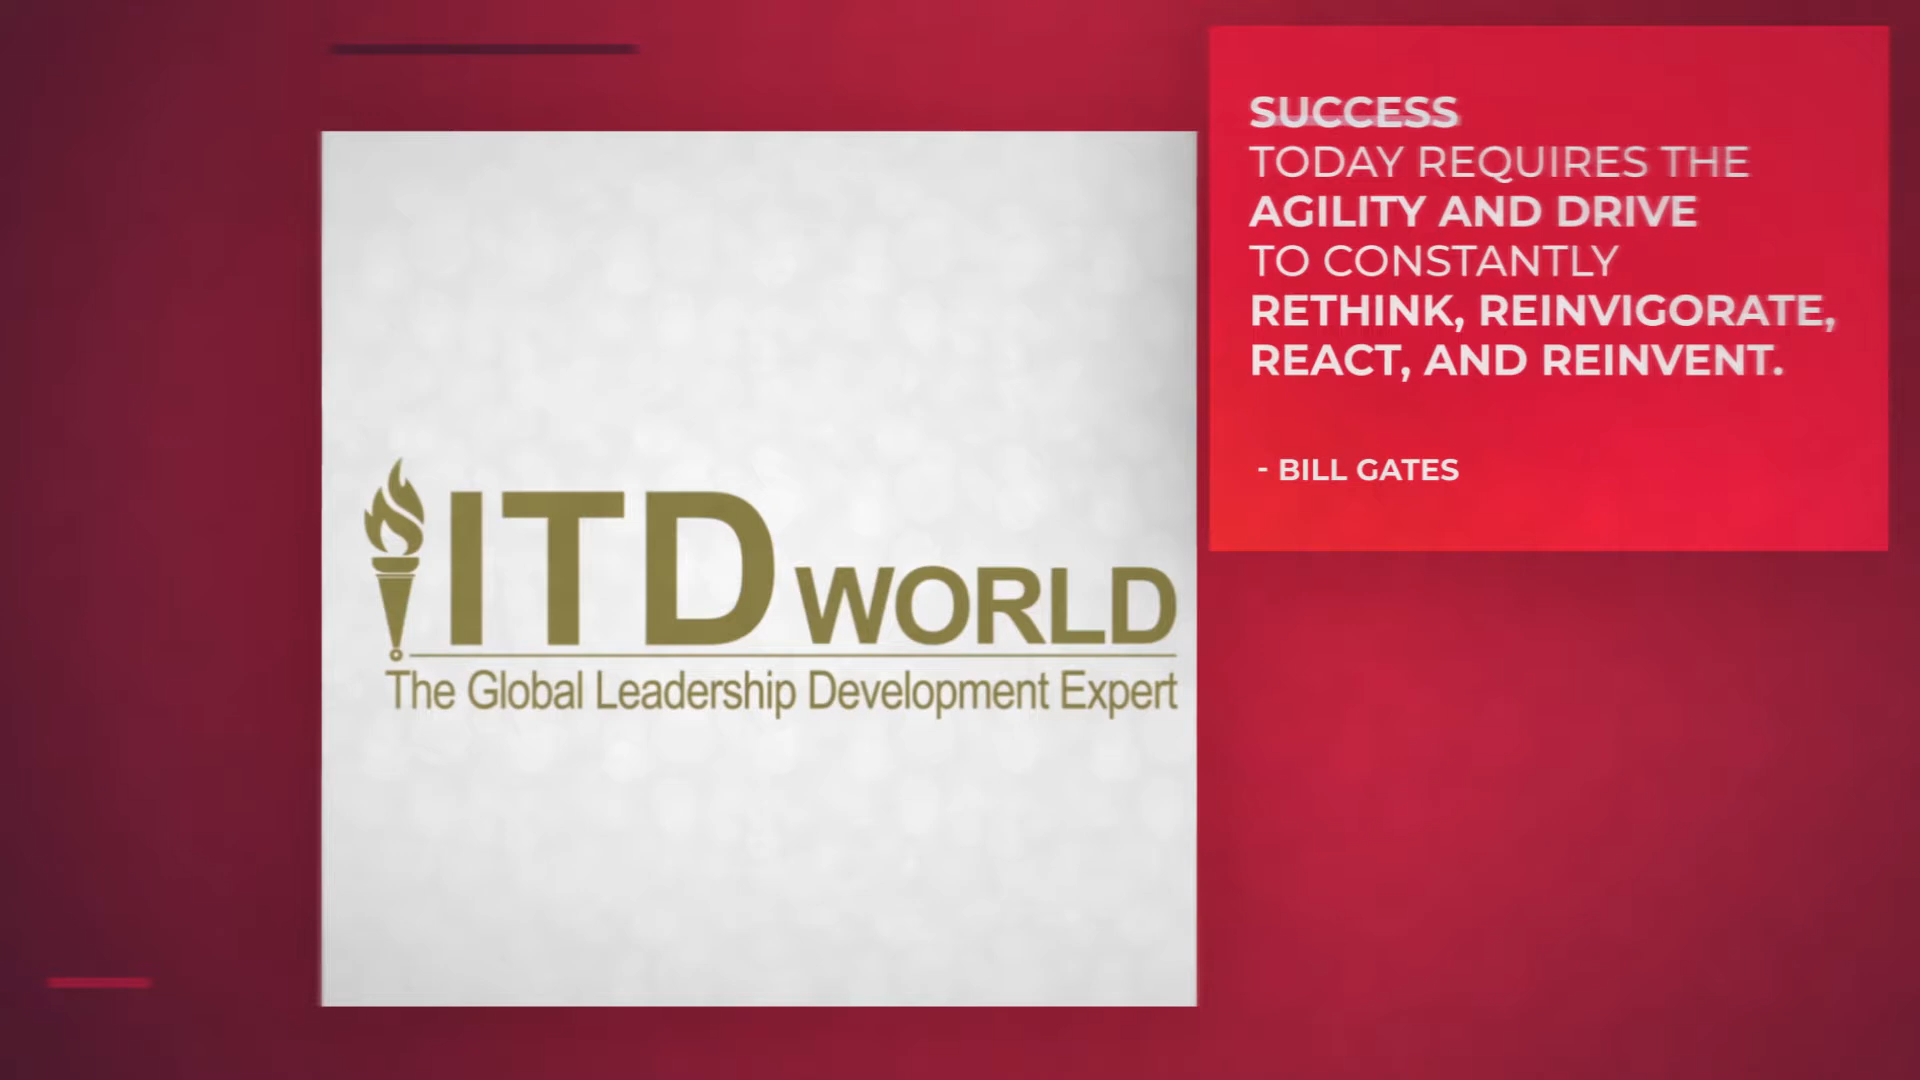 SUCCESS
TODAY REQUIRES THE
AGILITY AND DRIVE
TO CONSTANTLY
RETHINK, REINVIGORATE,
REACT, AND REINVENT.
- BILL GATES
ITD WORLD
The Global Leadership Development Expert